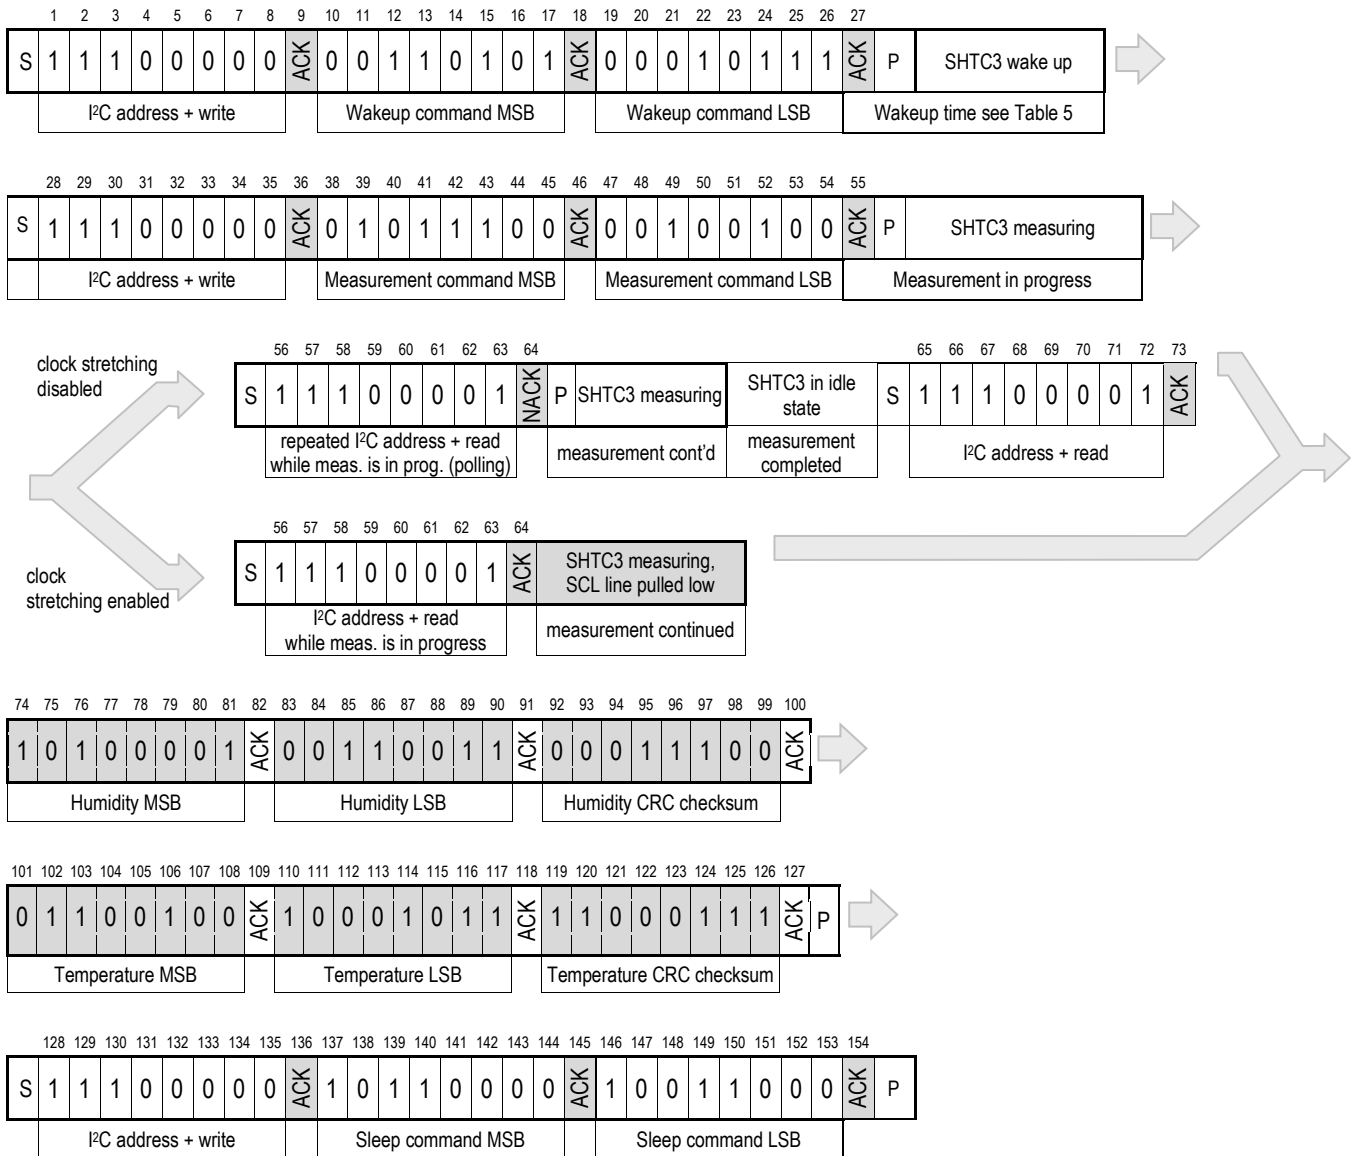 1 2 3 4 5 6 7 8 9 10 11 12 13 14 15 16 17 18 19 20 21 22 23 24 25 26 27
S 1 1 1 0 0 0 0 0 ACK 0 0 1 1 0 1 0 1 ACK 0 0 0 1 0 1 1 1 ACK P SHTC3 wake up
I²C address + write Wakeup command MSB Wakeup command LSB Wakeup time see Table 5
28 29 30 31 32 33 34 35 36 38 39 40 41 42 43 44 45 46 47 48 49 50 51 52 53 54 55
S 1 1 1 0 0 0 0 0 ACK 0 1 0 1 1 1 0 0 ACK 0 0 1 0 0 1 0 0 ACK P SHTC3 measuring
I²C address + write Measurement command MSB Measurement command LSB Measurement in progress
clock stretching
disabled
56 57 58 59 60 61 62 63 64 65 66 67 68 69 70 71 72 73
S 1 1 1 0 0 0 0 1 NACK P SHTC3 measuring SHTC3 in idle
state S 1 1 1 0 0 0 0 1 ACK
repeated I²C address + read
while meas. is in prog. (polling)
measurement cont'd
measurement
completed
I²C address + read
56 57 58 59 60 61 62 63 64
clock
stretching enabled
S 1 1 1 0 0 0 0 1 ACK SHTC3 measuring,
SCL line pulled low
I²C address + read
while meas. is in progress
measurement continued
74 75 76 77 78 79 80 81 82 83 84 85 86 87 88 89 90 91 92 93 94 95 96 97 98 99 100
1 0 1 0 0 0 0 1 ACK 0 0 1 1 0 0 1 1 ACK 0 0 0 1 1 1 0 0 ACK
Humidity MSB Humidity LSB Humidity CRC checksum
101 102 103 104 105 106 107 108 109 110 111 112 113 114 115 116 117 118 119 120 121 122 123 124 125 126 127
0 1 1 0 0 1 0 0 ACK 1 0 0 0 1 0 1 1 ACK 1 1 0 0 0 1 1 1 ACK P
Temperature MSB Temperature LSB Temperature CRC checksum
128 129 130 131 132 133 134 135 136 137 138 139 140 141 142 143 144 145 146 147 148 149 150 151 152 153 154
S 1 1 1 0 0 0 0 0 ACK 1 0 1 1 0 0 0 0 ACK 1 0 0 1 1 0 0 0 ACK P
I²C address + write Sleep command MSB Sleep command LSB